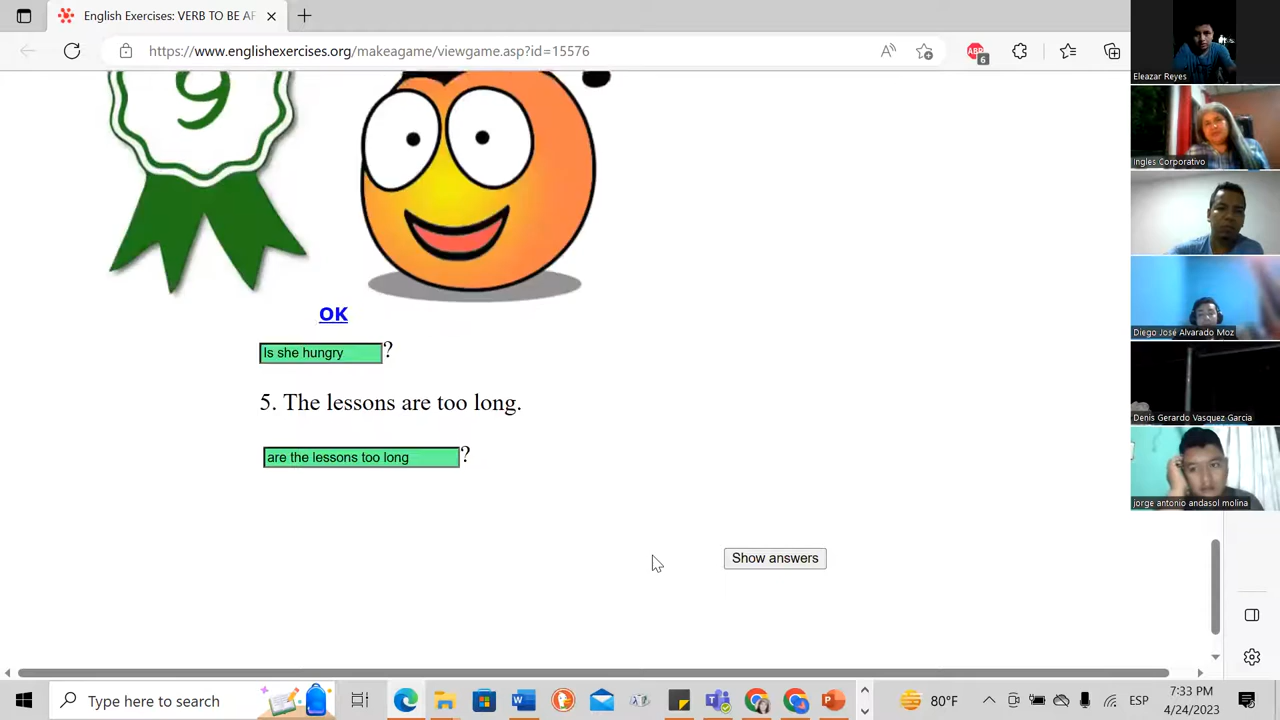 English Exercises: VERB TO BE AF
https://www.englishexercises.org/makeagame/viewgame.asp?id=15576
ABP
6
9
OK
Is she hungry ?
5. The lessons are too long.
are the lessons too long ?
Show answers
Eleazar Reyes
Ingles Corporativo
Diego José Alvarado Moz
Denis Gerardo Vasquez Garcia
jorge antonio andasol molina
Type here to search
80°F
ESP
7:33 PM
4/24/2023